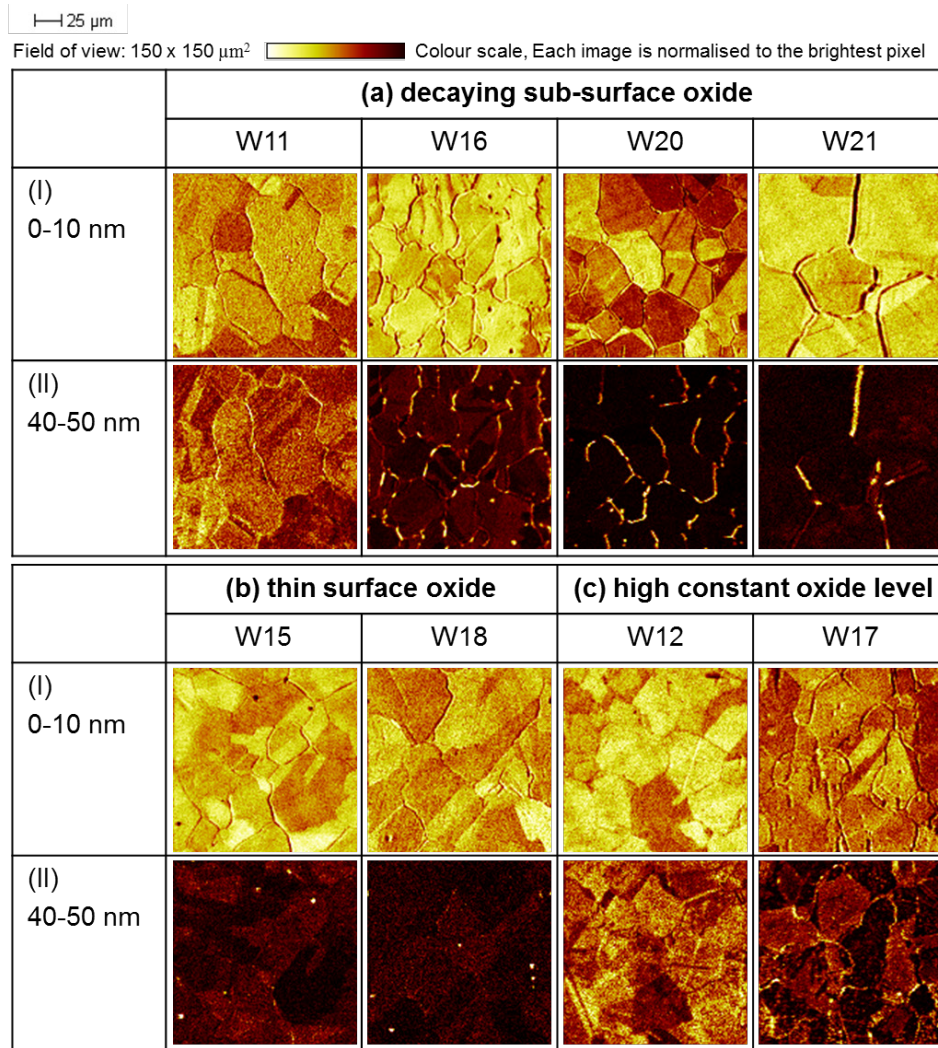 25 µm
Field of view: 150 x 150 µm² Colour scale, Each image is normalised to the brightest pixel
(a) decaying sub-surface oxide
W11 W16 W20 W21
(I)
0-10 nm
(II)
40-50 nm
(b) thin surface oxide (c) high constant oxide level
W15 W18 W12 W17
(I)
0-10 nm
(II)
40-50 nm